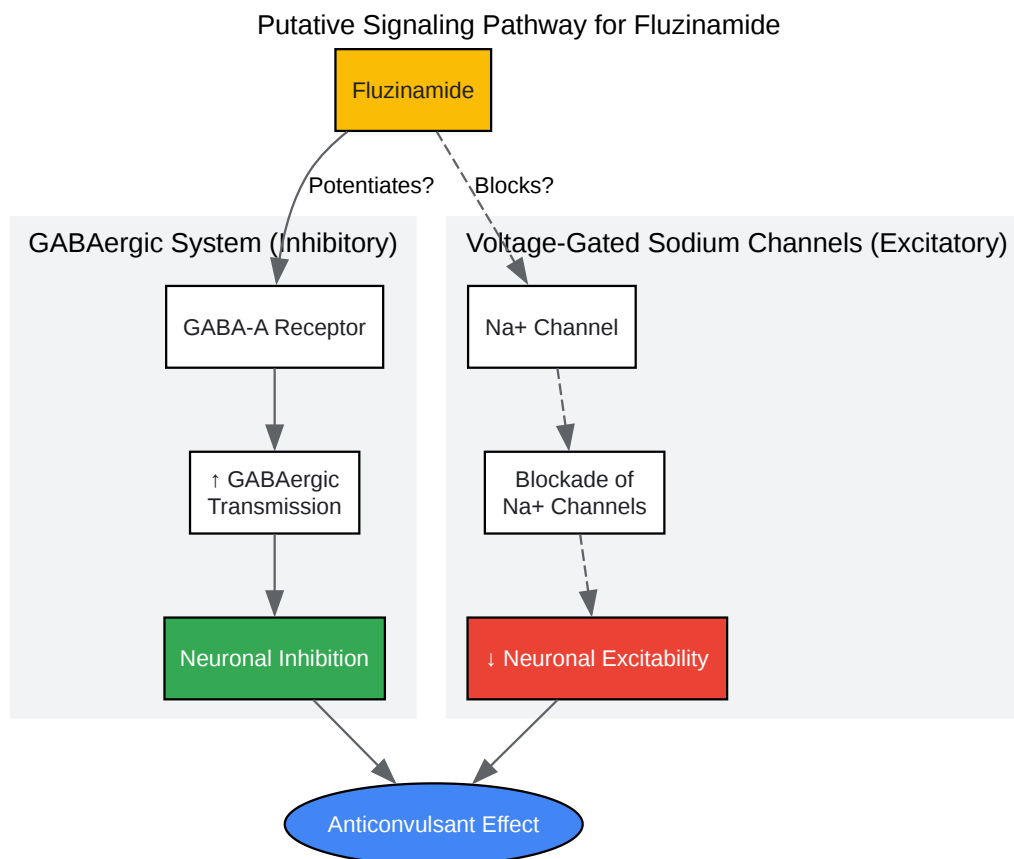 Putative Signaling Pathway for Fluzinamide
Fluzinamide
Potentiates?
Blocks?
GABAergic System (Inhibitory)
Voltage-Gated Sodium Channels (Excitatory)
GABA-A Receptor
Na+ Channel
↑ GABAergic
Transmission
Blockade of
Na+ Channels
Neuronal Inhibition
↓ Neuronal Excitability
Anticonvulsant Effect